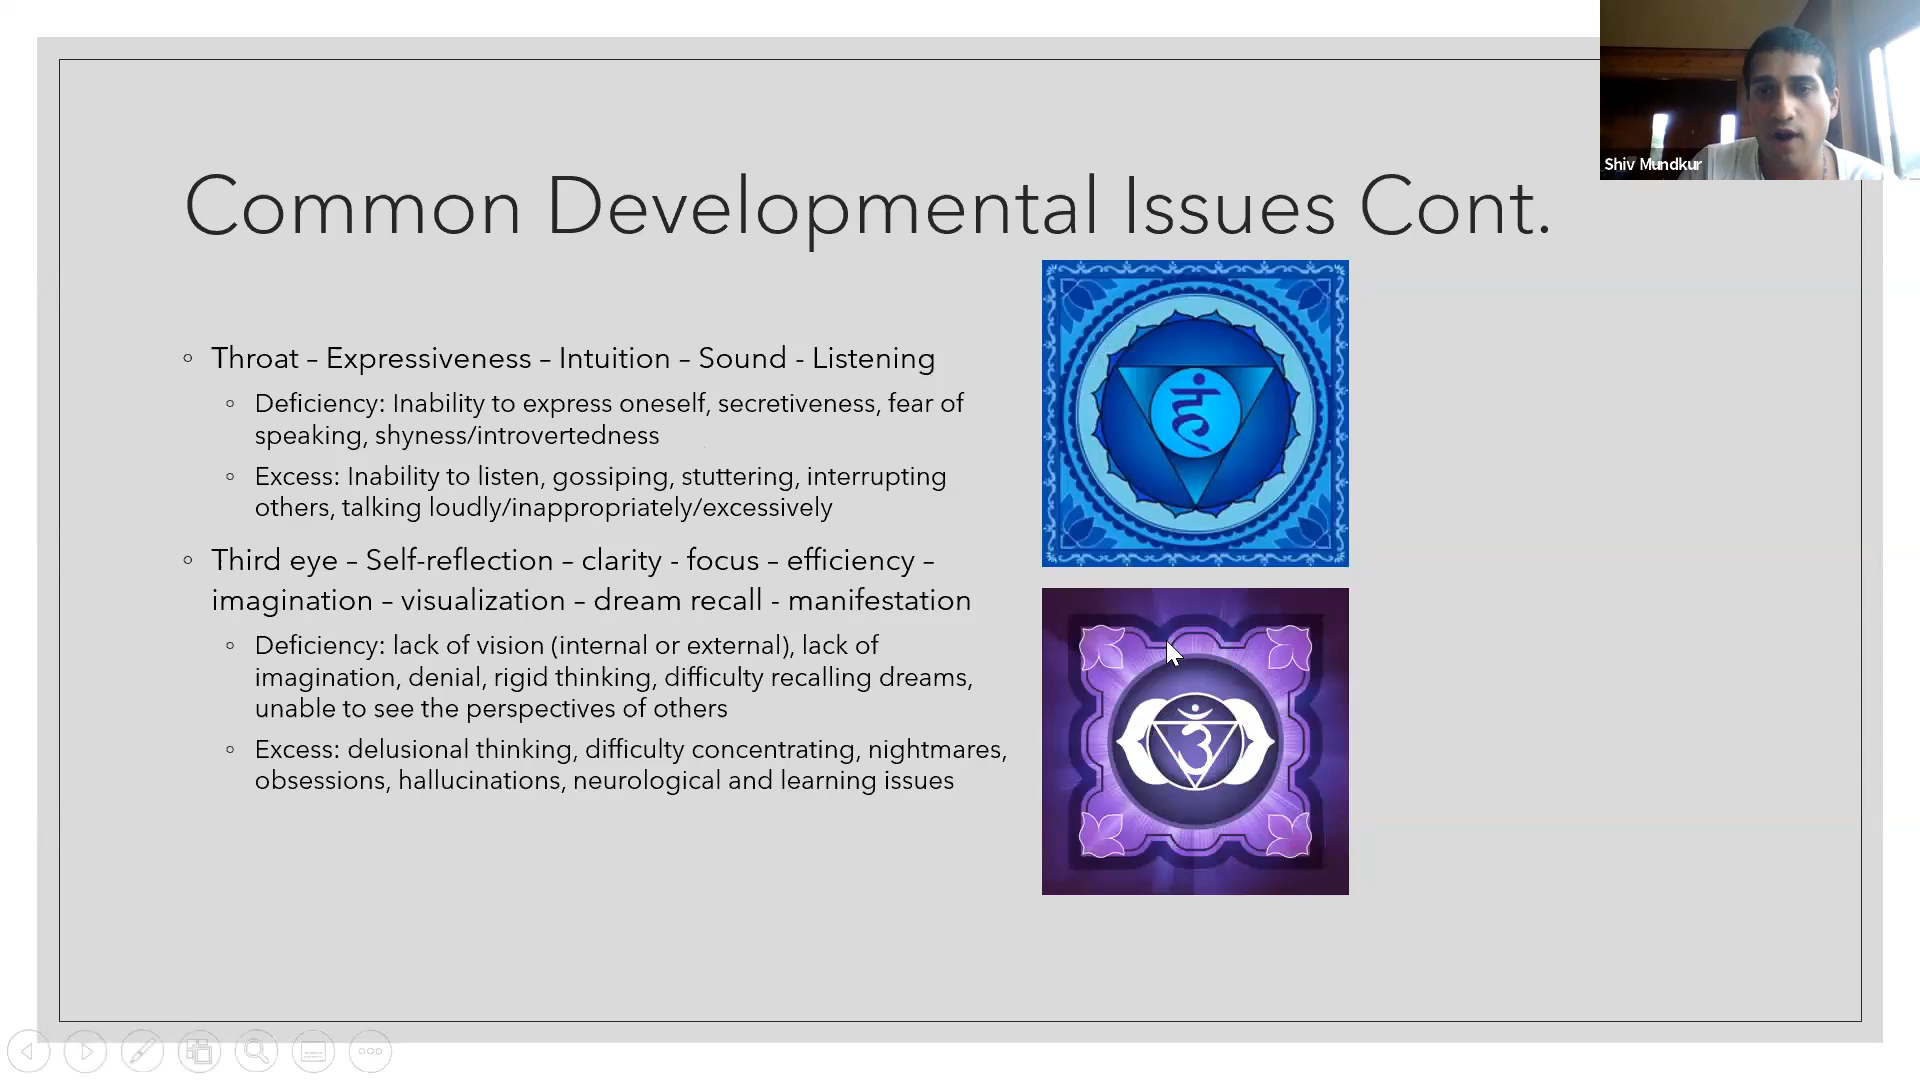 Shiv Mundkur
Common Developmental Issues Cont.
◦ Throat – Expressiveness – Intuition – Sound - Listening
◦ Deficiency: Inability to express oneself, secretiveness, fear of
speaking, shyness/introvertedness
◦ Excess: Inability to listen, gossiping, stuttering, interrupting
others, talking loudly/inappropriately/excessively
◦ Third eye – Self-reflection – clarity - focus – efficiency –
imagination – visualization – dream recall - manifestation
◦ Deficiency: lack of vision (internal or external), lack of
imagination, denial, rigid thinking, difficulty recalling dreams,
unable to see the perspectives of others
◦ Excess: delusional thinking, difficulty concentrating, nightmares,
obsessions, hallucinations, neurological and learning issues
हं